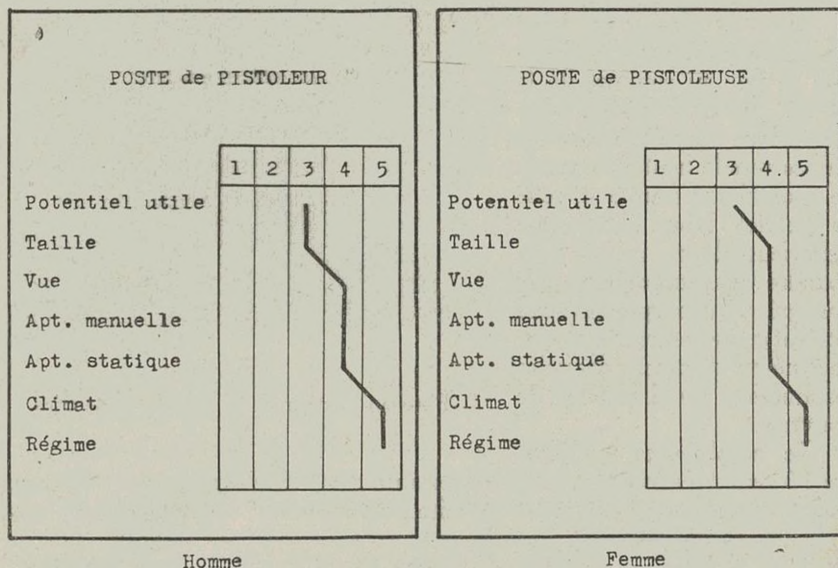 POSTE de PISTOLEUR
1 2 3 4 5
Potentiel utile
Taille
Vue
Apt. manuelle
Apt. statique
Climat
Régime
Homme
POSTE de PISTOLEUSE
1 2 3 4. 5
Potentiel utile
Taille
Vue
Apt. manuelle
Apt. statique
Climat
Régime
Femme